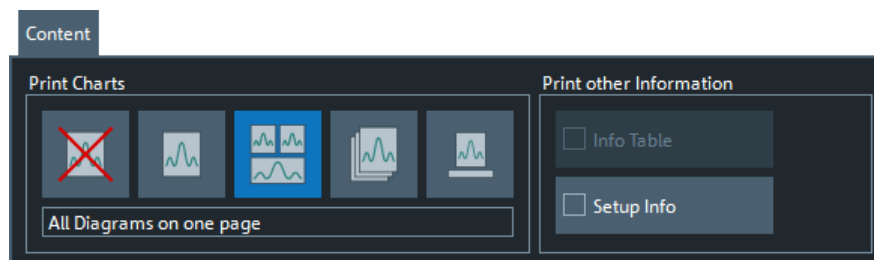 Content
Print Charts
Print other Information
Info Table
Setup Info
All Diagrams on one page